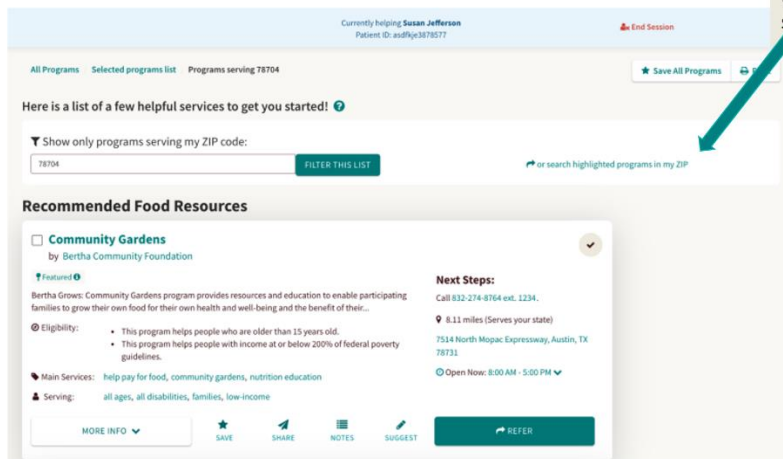 Currently helping Susan Jefferson
Patient ID: asdfkje3878577
End Session
All Programs Selected programs list Programs serving 78704
Save All Programs
Here is a list of a few helpful services to get you started!
Show only programs serving my ZIP code:
78704
FILTER THIS LIST
or search highlighted programs in my ZIP
Recommended Food Resources
Community Gardens
by Bertha Community Foundation
Featured
Bertha Grows: Community Gardens program provides resources and education to enable participating
families to grow their own food for their own health and well-being and the benefit of their...
Eligibility:
• This program helps people who are older than 15 years old.
• This program helps people with income at or below 200% of federal poverty
guidelines.
Main Services: help pay for food, community gardens, nutrition education
Serving: all ages, all disabilities, families, low-income
Next Steps:
Call 832-274-8764 ext. 1234.
8.11 miles (Serves your state)
7514 North Mopac Expressway, Austin, TX
78731
Open Now: 8:00 AM - 5:00 PM
MORE INFO
SAVE
SHARE
NOTES
SUGGEST
REFER